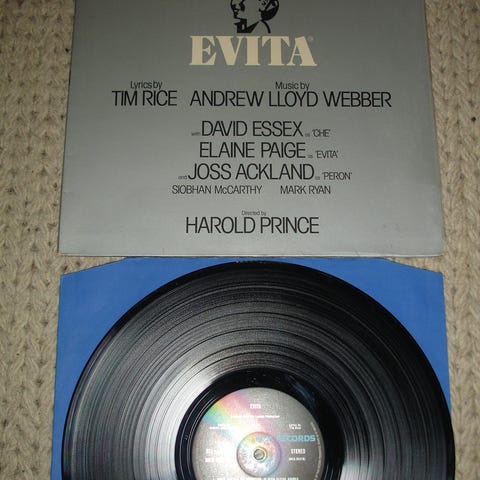 EVITA®
Lyrics by Music by
TIM RICE ANDREW LLOYD WEBBER
with DAVID ESSEX as 'CHE'
ELAINE PAIGE as 'EVITA'
and JOSS ACKLAND as 'PERON'
SIOBHAN McCARTHY MARK RYAN
Directed by
HAROLD PRINCE
EVITA
RECORDS
STEREO